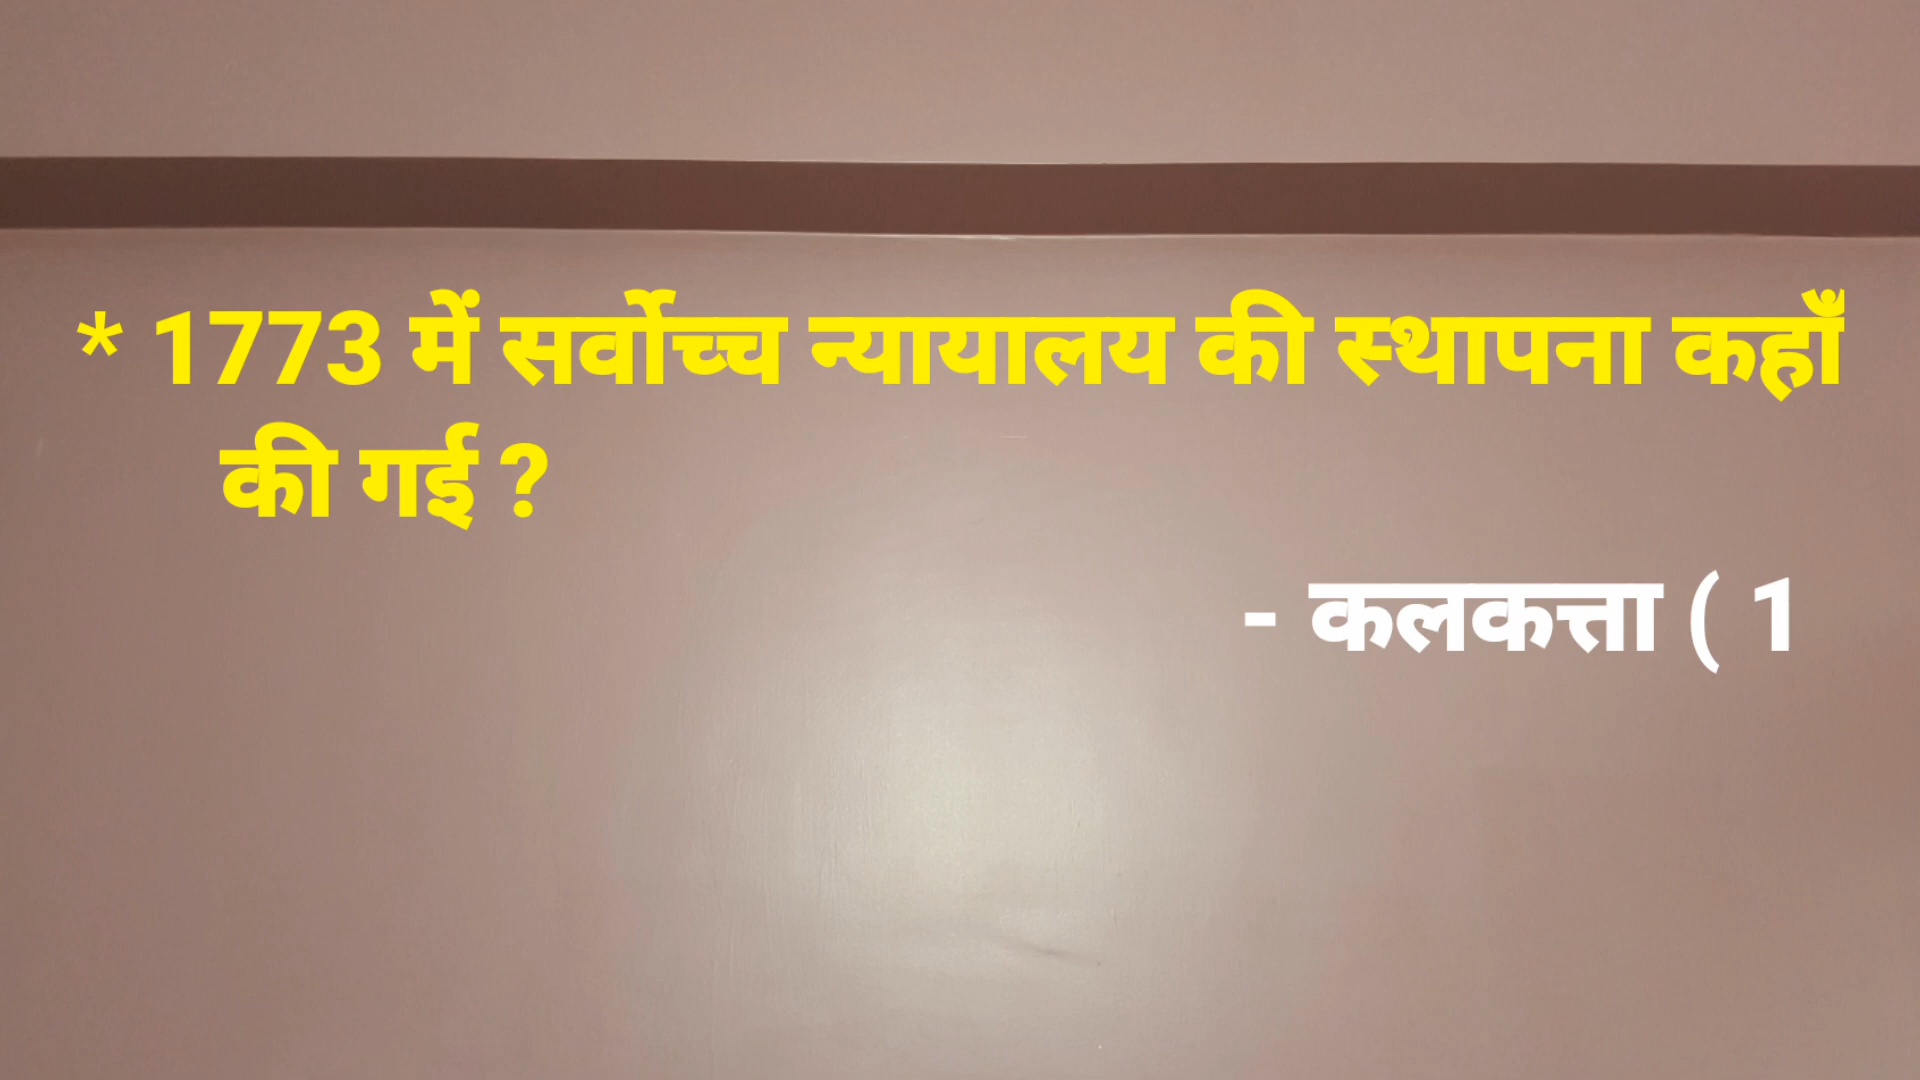 * 1773 में सर्वोच्च न्यायालय की स्थापना कहाँ
की गई ?
- कलकत्ता ( 1